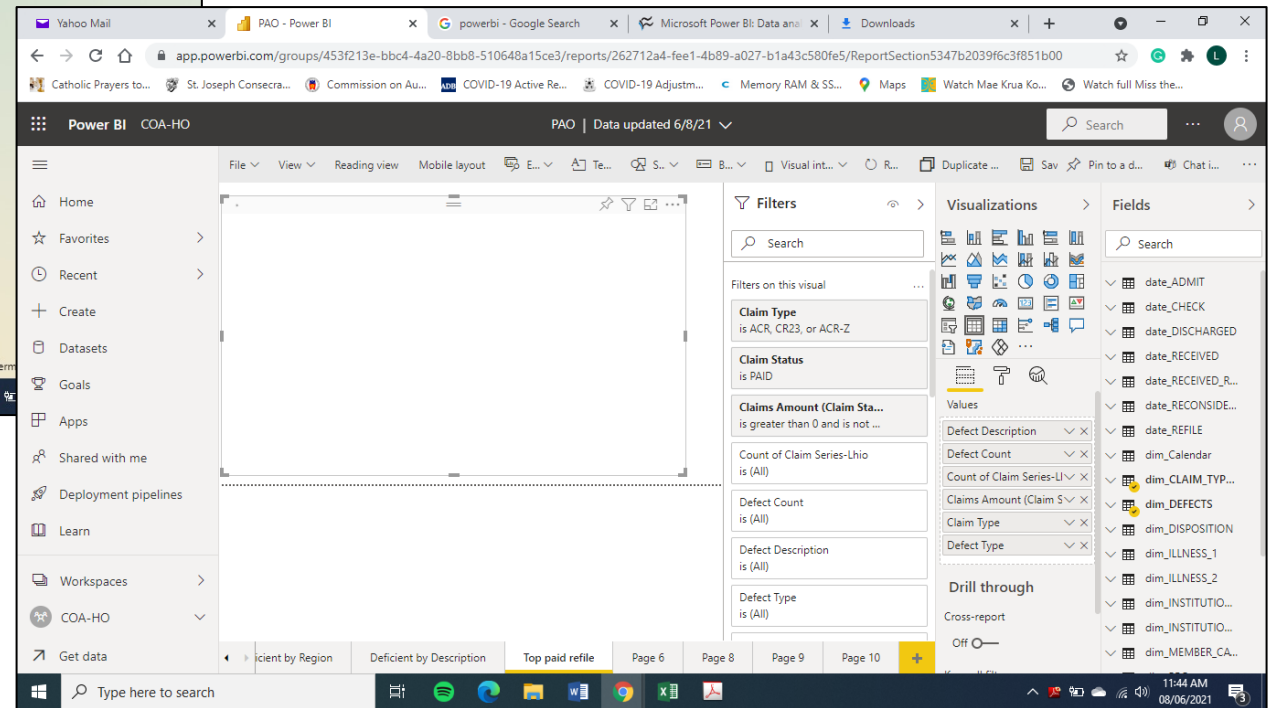 Yahoo Mail
PAO - Power BI
powerbi - Google Search
Microsoft Power BI: Data anal
Downloads
app.powerbi.com/groups/453f213e-bbc4-4a20-8bb8-510648a15ce3/reports/262712a4-fee1-4b89-a027-b1a43c580fe5/ReportSection5347b2039f6c3f851b00
L
Catholic Prayers to...
St. Joseph Consecra...
Commission on Au...
ADB COVID-19 Active Re...
COVID-19 Adjustm...
Memory RAM & SS...
Maps
Watch Mae Krua Ko...
Watch full Miss the...
Power BI COA-HO
PAO | Data updated 6/8/21
Search
File
View
Reading view
Mobile layout
E...
Te...
S...
B...
Visual int...
R...
Duplicate ...
Sav
Pin to a d...
Chat i...
Home
Favorites
Recent
Create
Datasets
Goals
Apps
Shared with me
Deployment pipelines
Learn
Workspaces
COA-HO
Get data
Filters
Search
Filters on this visual
Claim Type
is ACR, CR23, or ACR-Z
Claim Status
is PAID
Claims Amount (Claim Sta...
is greater than 0 and is not ...
Count of Claim Series-Lhio
is (All)
Defect Count
is (All)
Defect Description
is (All)
Defect Type
is (All)
Visualizations
Values
Defect Description
Defect Count
Count of Claim Series-Ll
Claims Amount (Claim S
Claim Type
Defect Type
Drill through
Cross-report
Off
Fields
Search
date_ADMIT
date_CHECK
date_DISCHARGED
date_RECEIVED
date_RECEIVED_R...
date_RECONSIDE...
date_REFILE
dim_Calendar
dim_CLAIM_TYP...
dim_DEFECTS
dim_DISPOSITION
dim_ILLNESS_1
dim_ILLNESS_2
dim_INSTITUTIO...
dim_INSTITUTIO...
dim_MEMBER_CA...
icient by Region
Deficient by Description
Top paid refile
Page 6
Page 8
Page 9
Page 10
erm
Type here to search
11:44 AM
08/06/2021
3